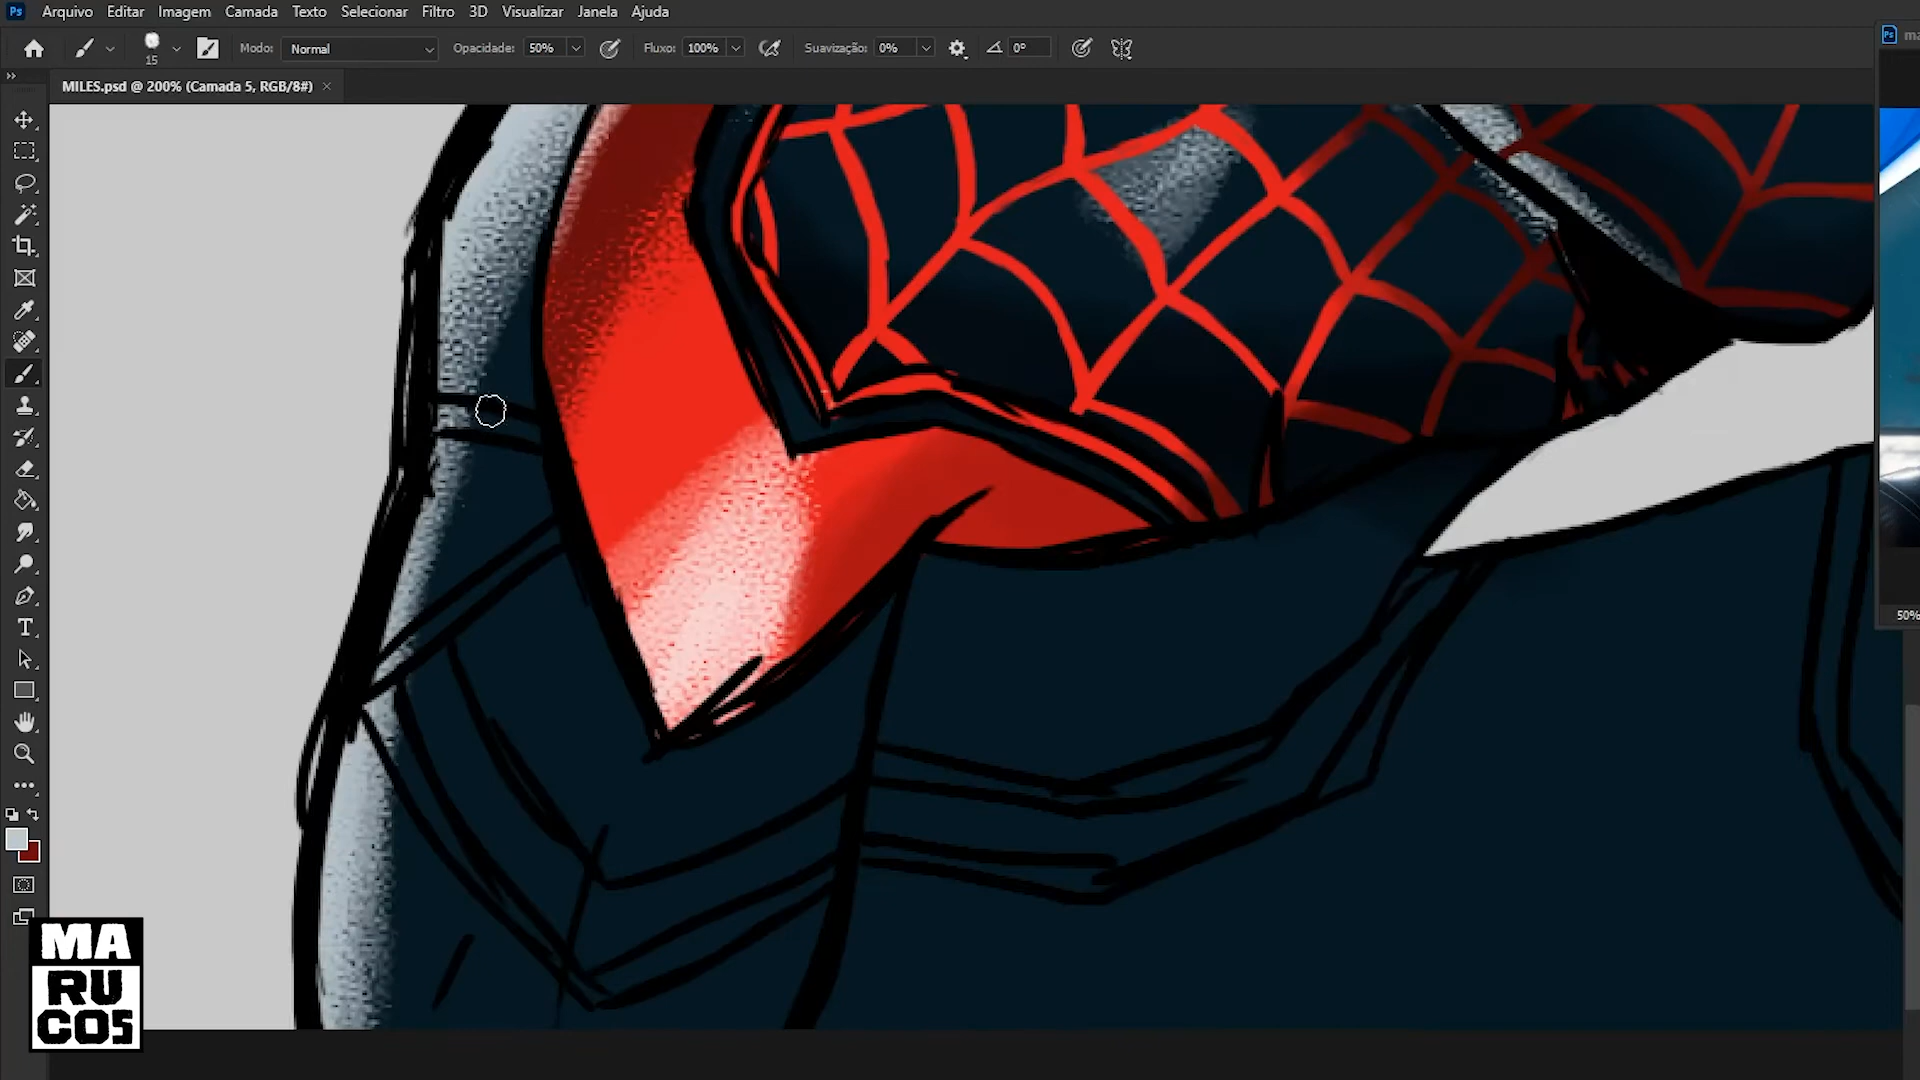 Ps Arquivo Editar Imagem Camada Texto Selecionar Filtro 3D Visualizar Janela Ajuda
15 Modo: Normal Opacidade: 50% Fluxo: 100% Suavização: 0% 0°
Ps
MILES.psd @ 200% (Camada 5, RGB/8#) ×
50%
MA
RU
COS